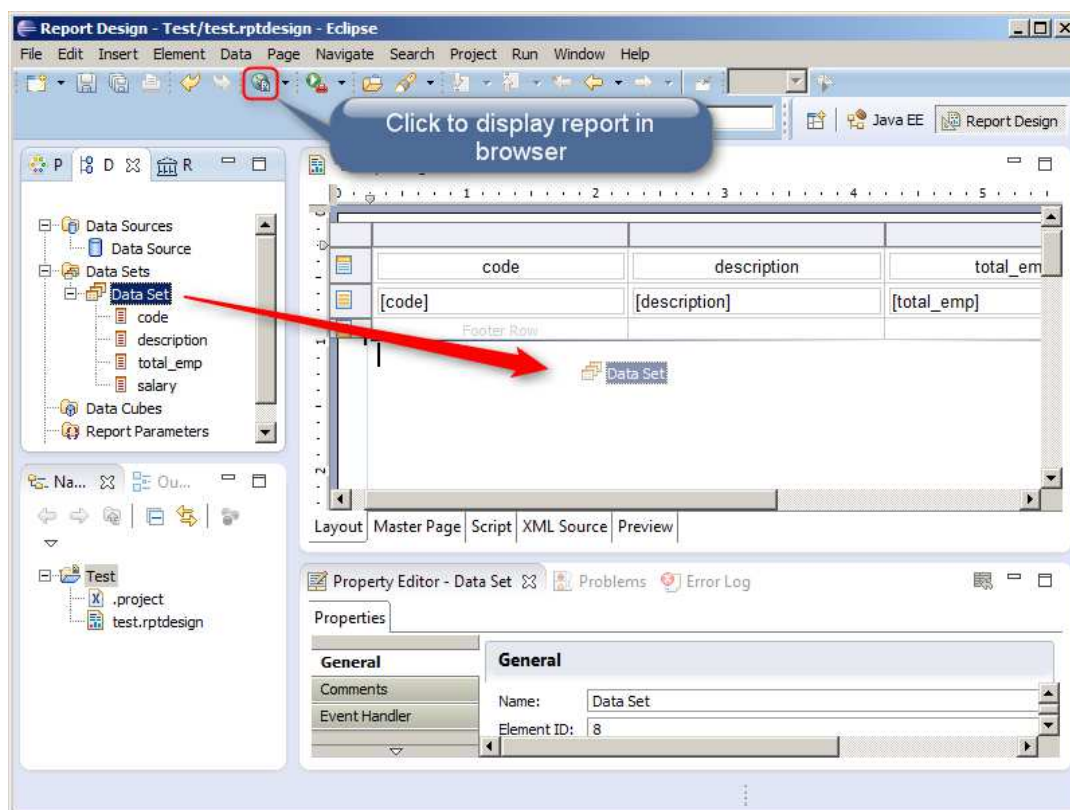 Report Design - Test/test.rptdesign - Eclipse
File Edit Insert Element Data Page Navigate Search Project Run Window Help
Click to display report in
browser
Java EE Report Design
P D R
1 2 3 4 5
Data Sources
Data Source
Data Sets
Data Set
code
description
total_emp
salary
Data Cubes
Report Parameters
code description total_em
[code] [description] [total_emp]
Footer Row
Data Set
Layout Master Page Script XML Source Preview
Na... Ou...
Test
.project
test.rptdesign
Property Editor - Data Set Problems Error Log
Properties
General
Comments
Event Handler
General
Name: Data Set
Element ID: 8